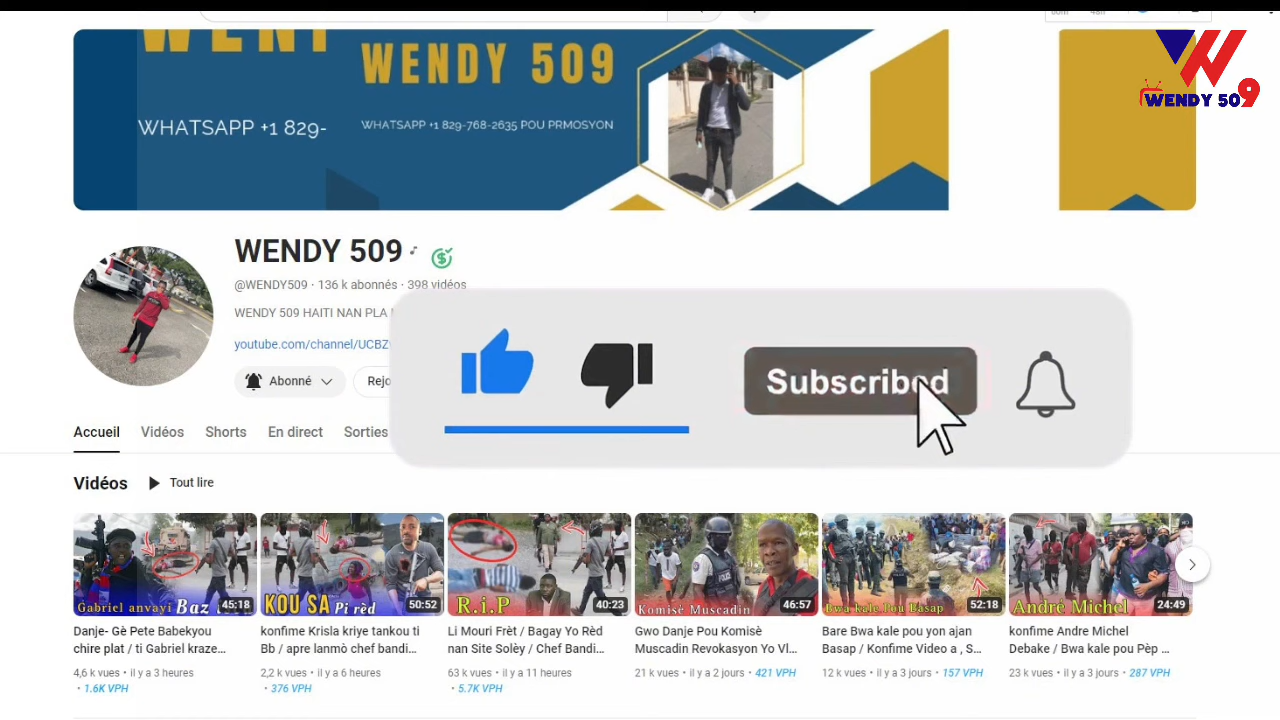 WENDY 509
WHATSAPP +1 829-
WHATSAPP +1 829-768-2635 POU PRMOSYON
WENDY 509
WENDY 509
@WENDY509 · 136 k abonnés · 398 vidéos
WENDY 509 HAITI NAN PLA
youtube.com/channel/UCBZ
Abonné
Rejo
Subscribed
Accueil Vidéos Shorts En direct Sorties
Vidéos Tout lire
Gabriel anvayi Baz 45:18
KOU SA Pi rèd 50:52
R.i.P 40:23
POLICE
Komisè Muscadin 46:57
Bwa kale pou Basap 52:18
Andrè Michel 24:49
Danje- Gè Pete Babekyou
chire plat / ti Gabriel kraze...
4,6 k vues · il y a 3 heures
· 1.6K VPH
konfime Krisla kriye tankou ti
Bb / apre lanmò chef bandi...
2,2 k vues · il y a 6 heures
· 376 VPH
Li Mouri Frèt / Bagay Yo Rèd
nan Site Solèy / Chef Bandi...
63 k vues · il y a 11 heures
· 5.7K VPH
Gwo Danje Pou Komisè
Muscadin Revokasyon Yo Vl...
21 k vues · il y a 2 jours · 421 VPH
Bare Bwa kale pou yon ajan
Basap / Konfime Video a , S...
12 k vues · il y a 3 jours · 157 VPH
konfime Andre Michel
Debake / Bwa kale pou Pèp ...
23 k vues · il y a 3 jours · 287 VPH